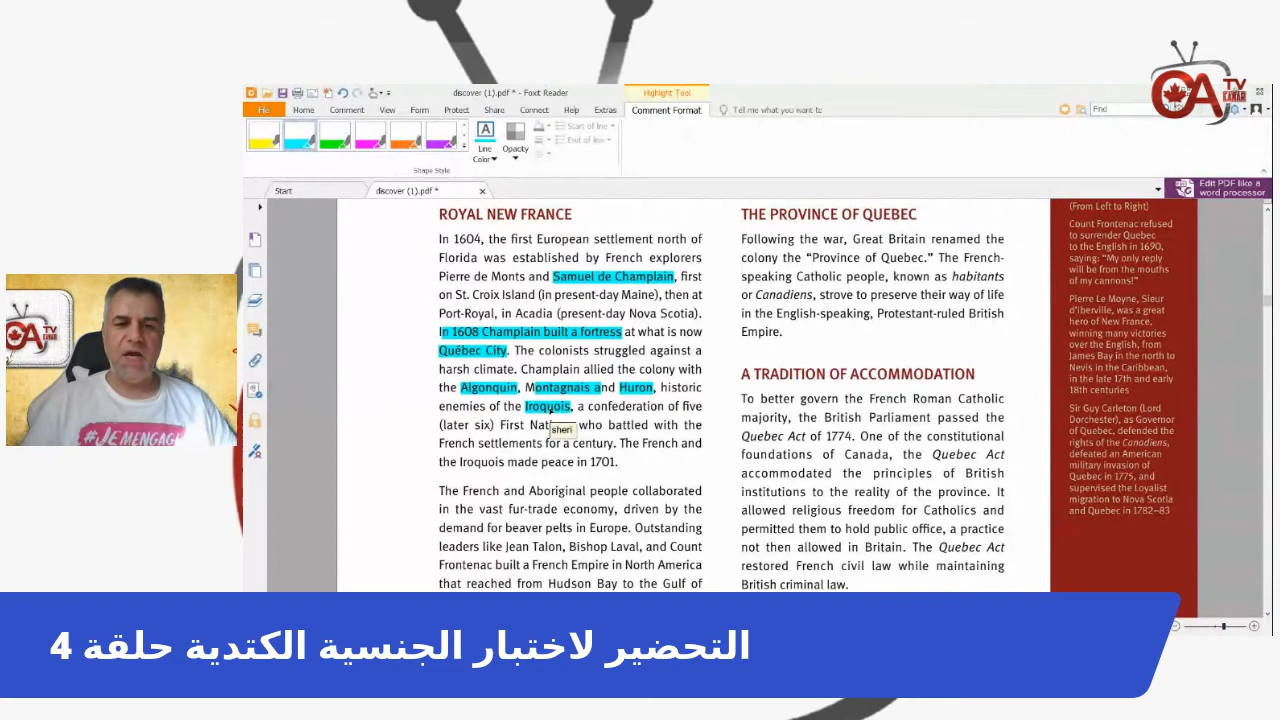 discover (1).pdf * - Foxit Reader
Highlight Tool
File Home Comment View Form Protect Share Connect Help Extras Comment Format Tell me what you want to Find
Line Color
Opacity
Start of line
End of line
Shape Style
Start
discover (1).pdf *
Edit PDF like a
word processor
ROYAL NEW FRANCE
In 1604, the first European settlement north of
Florida was established by French explorers
Pierre de Monts and Samuel de Champlain, first
on St. Croix Island (in present-day Maine), then at
Port-Royal, in Acadia (present-day Nova Scotia).
In 1608 Champlain built a fortress at what is now
Québec City. The colonists struggled against a
harsh climate. Champlain allied the colony with
the Algonquin, Montagnais and Huron, historic
enemies of the Iroquois, a confederation of five
(later six) First Nat who battled with the
sheri
French settlements for a century. The French and
the Iroquois made peace in 1701.
The French and Aboriginal people collaborated
in the vast fur-trade economy, driven by the
demand for beaver pelts in Europe. Outstanding
leaders like Jean Talon, Bishop Laval, and Count
Frontenac built a French Empire in North America
that reached from Hudson Bay to the Gulf of
THE PROVINCE OF QUEBEC
Following the war, Great Britain renamed the
colony the “Province of Quebec.” The French-
speaking Catholic people, known as habitants
or Canadiens, strove to preserve their way of life
in the English-speaking, Protestant-ruled British
Empire.
A TRADITION OF ACCOMMODATION
To better govern the French Roman Catholic
majority, the British Parliament passed the
Quebec Act of 1774. One of the constitutional
foundations of Canada, the Quebec Act
accommodated the principles of British
institutions to the reality of the province. It
allowed religious freedom for Catholics and
permitted them to hold public office, a practice
not then allowed in Britain. The Quebec Act
restored French civil law while maintaining
British criminal law.
(From Left to Right)
Count Frontenac refused
to surrender Quebec
to the English in 1690,
saying: “My only reply
will be from the mouths
of my cannons!”
Pierre Le Moyne, Sieur
d’Iberville, was a great
hero of New France,
winning many victories
over the English, from
James Bay in the north to
Nevis in the Caribbean,
in the late 17th and early
18th centuries
Sir Guy Carleton (Lord
Dorchester), as Governor
of Quebec, defended the
rights of the Canadiens,
defeated an American
military invasion of
Quebec in 1775, and
supervised the Loyalist
migration to Nova Scotia
and Quebec in 1782–83
#JEMENGAG
التحضير لاختبار الجنسية الكتدية حلقة 4